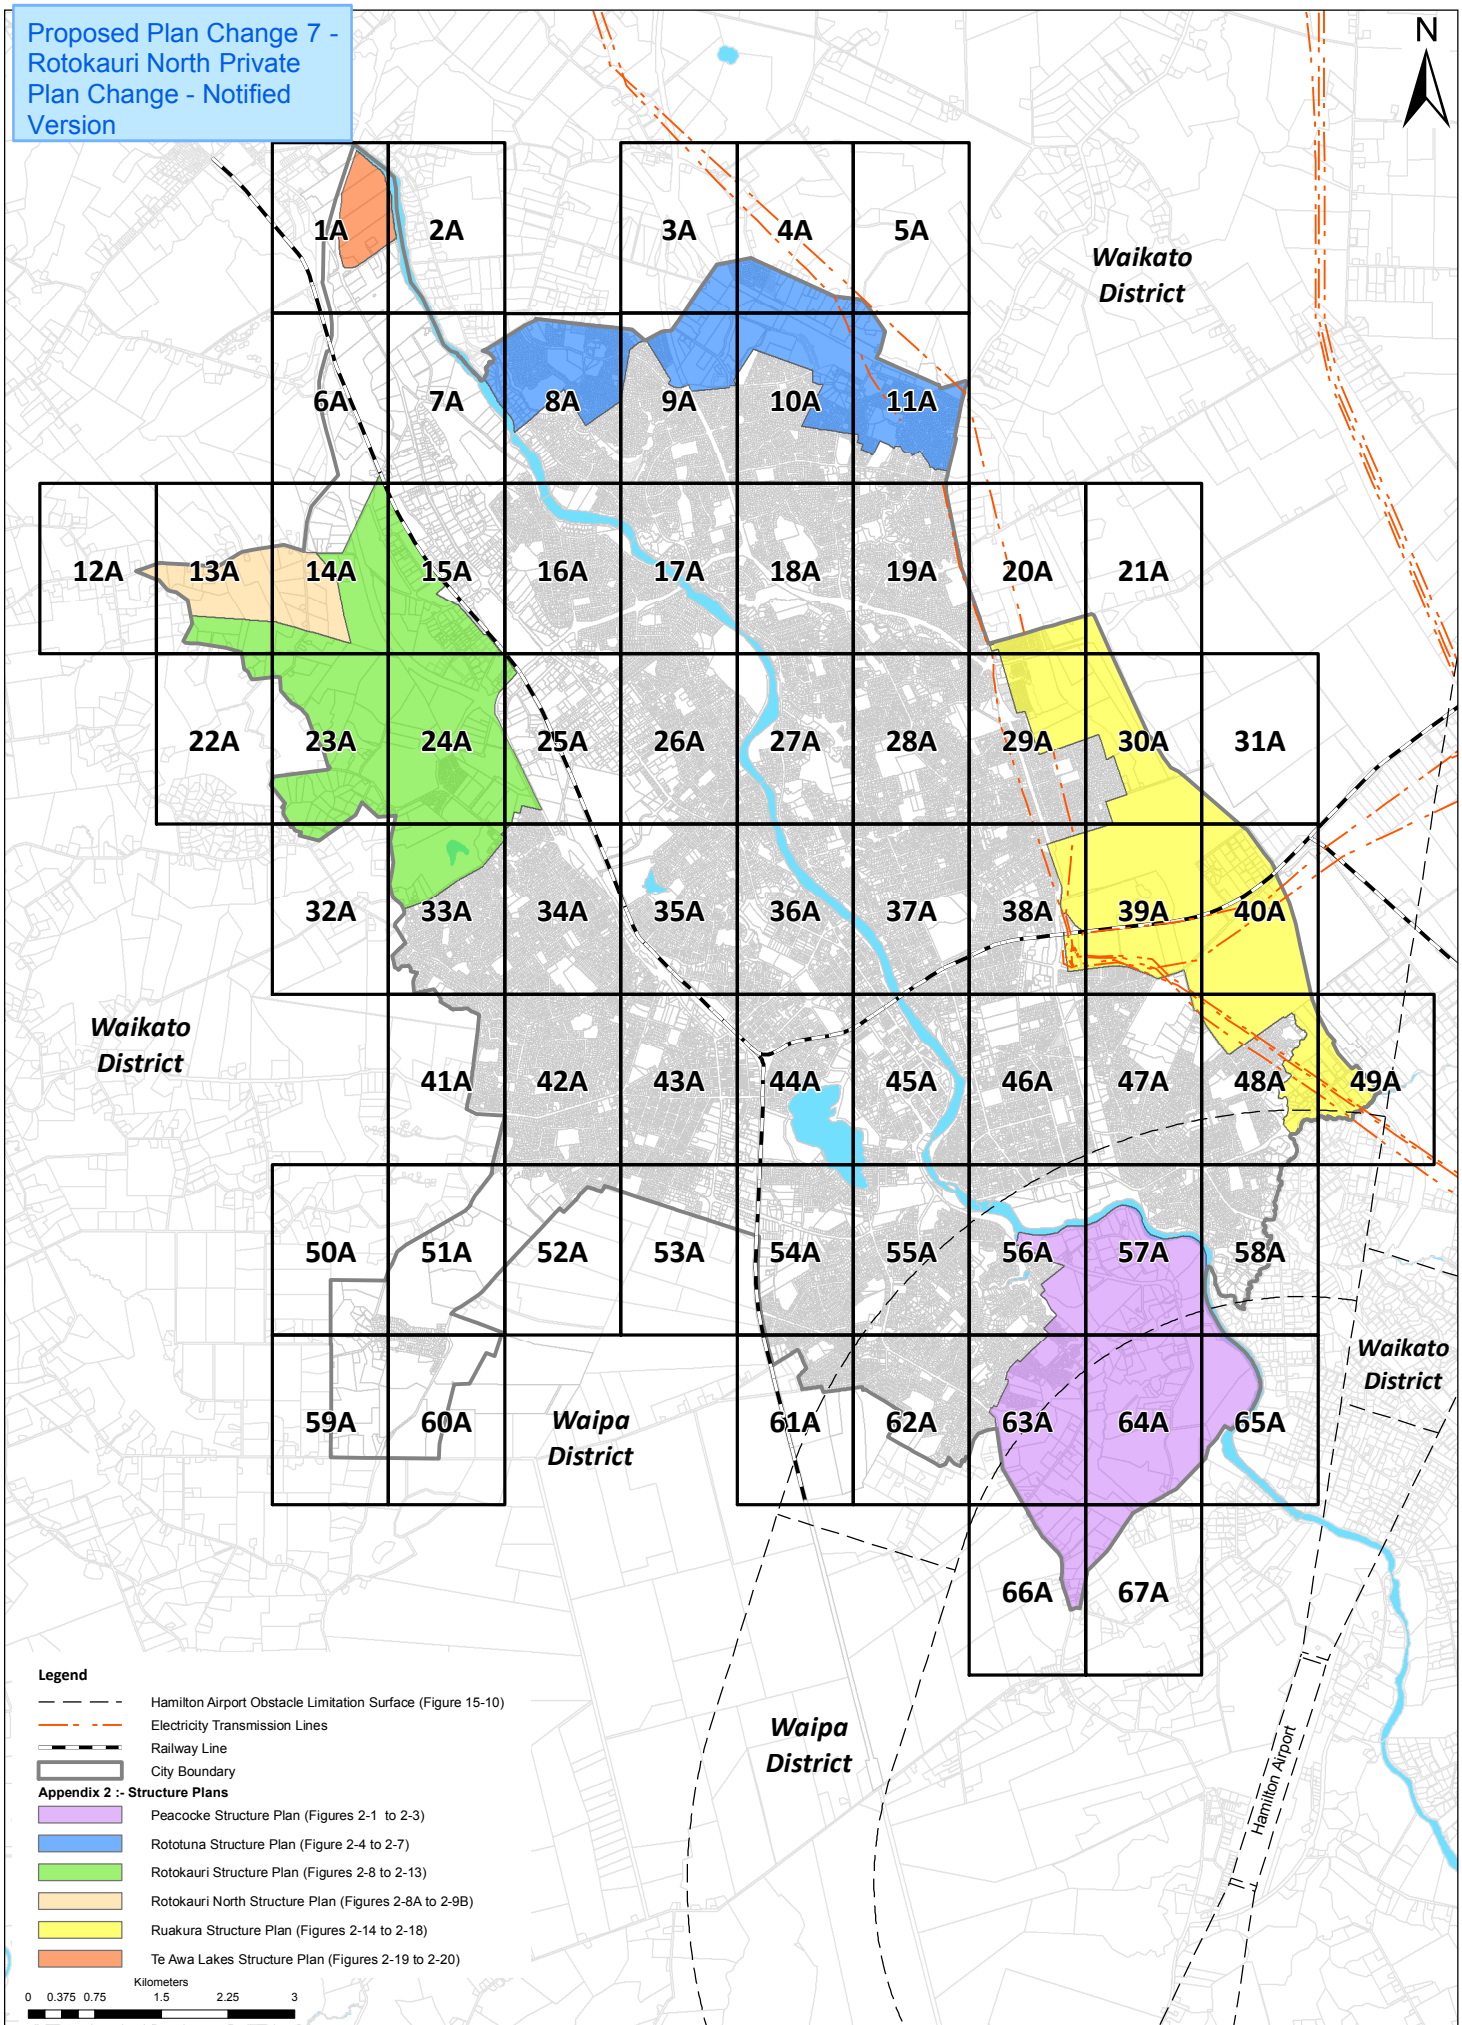 Proposed Plan Change 7 -
Rotokauri North Private
Plan Change - Notified
Version
N
1A
2A
3A
4A
5A
Waikato
District
6A
7A
8A
9A
10A
11A
12A
13A
14A
15A
16A
17A
18A
19A
20A
21A
22A
23A
24A
25A
26A
27A
28A
29A
30A
31A
32A
33A
34A
35A
36A
37A
38A
39A
40A
Waikato
District
41A
42A
43A
44A
45A
46A
47A
48A
49A
50A
51A
52A
53A
54A
55A
56A
57A
58A
Waikato
District
59A
60A
Waipa
District
61A
62A
63A
64A
65A
66A
67A
Waipa
District
Hamilton Airport
Legend
Hamilton Airport Obstacle Limitation Surface (Figure 15-10)
Electricity Transmission Lines
Railway Line
City Boundary
Appendix 2 :- Structure Plans
Peacocke Structure Plan (Figures 2-1 to 2-3)
Rototuna Structure Plan (Figure 2-4 to 2-7)
Rotokauri Structure Plan (Figures 2-8 to 2-13)
Rotokauri North Structure Plan (Figures 2-8A to 2-9B)
Ruakura Structure Plan (Figures 2-14 to 2-18)
Te Awa Lakes Structure Plan (Figures 2-19 to 2-20)
Kilometers
0 0.375 0.75 1.5 2.25 3